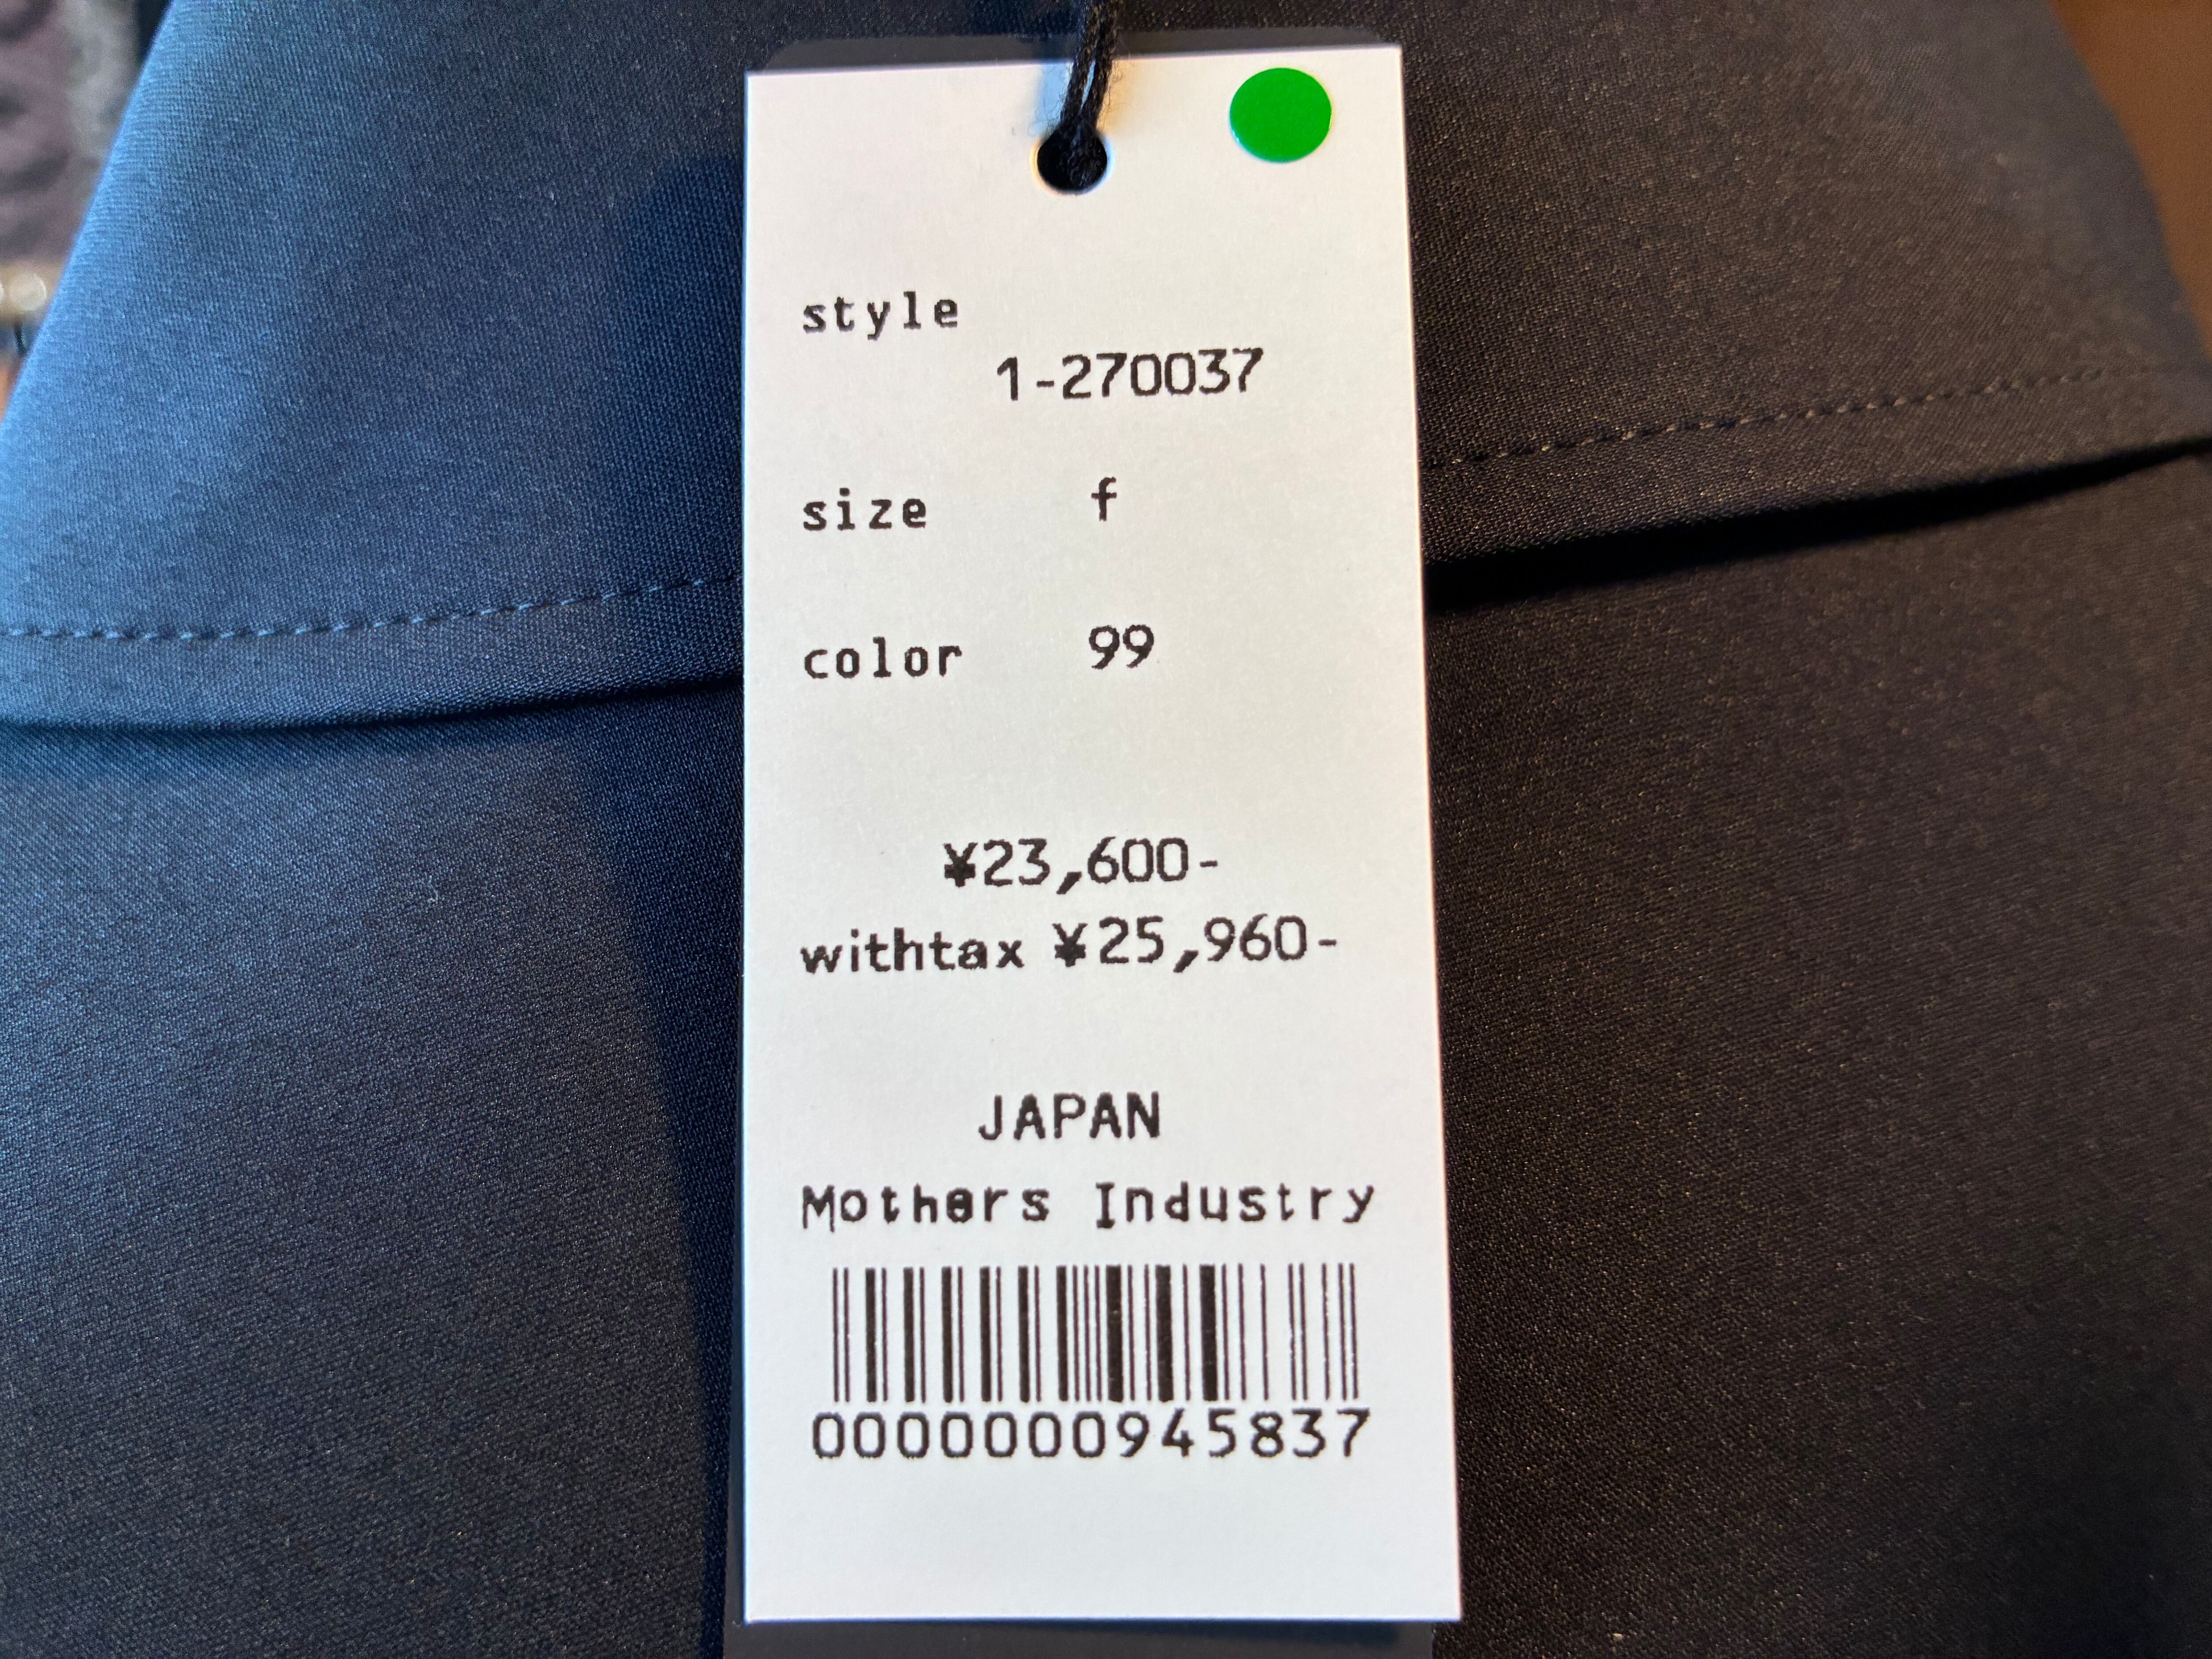 style
1-270037
size f
color 99
¥23,600-
withtax ¥25,960-
JAPAN
Mothers Industry
0000000945837